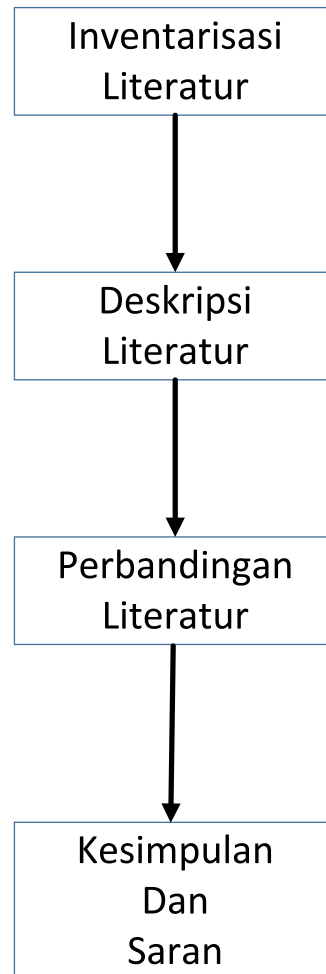 Inventarisasi
Literatur
Deskripsi
Literatur
Perbandingan
Literatur
Kesimpulan
Dan
Saran